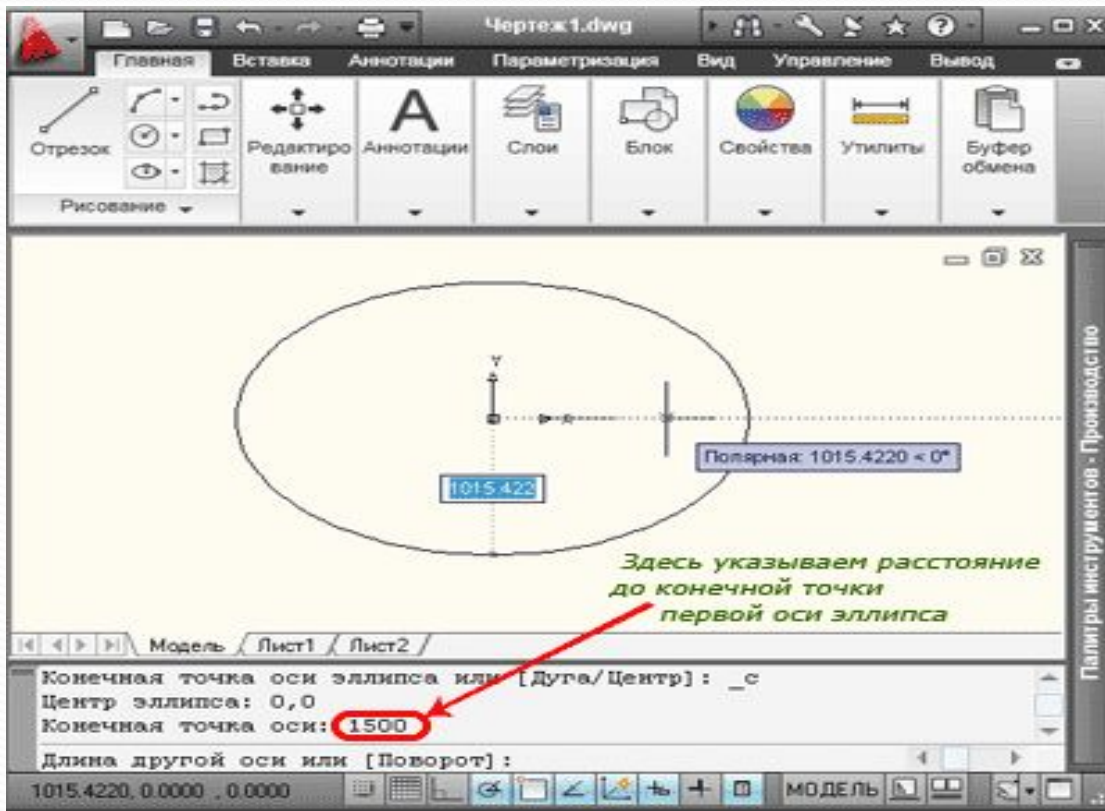 Чертеж1.dwg
Главная Вставка Аннотации Параметризация Вид Управление Вывод
Отрезок
Редактиро
вание
Аннотации
Слои
Блок
Свойства
Утилиты
Буфер
обмена
Рисование
Y
X
Полярная: 1015.4220 < 0°
1015.422
Здесь указываем расстояние
до конечной точки
первой оси эллипса
Палитры инструментов - Производство
Модель Лист1 Лист2
Конечная точка оси эллипса или [Дуга/Центр]: _c
Центр эллипса: 0,0
Конечная точка оси: 1500
Длина другой оси или [Поворот]:
1015.4220, 0.0000 , 0.0000
МОДЕЛЬ